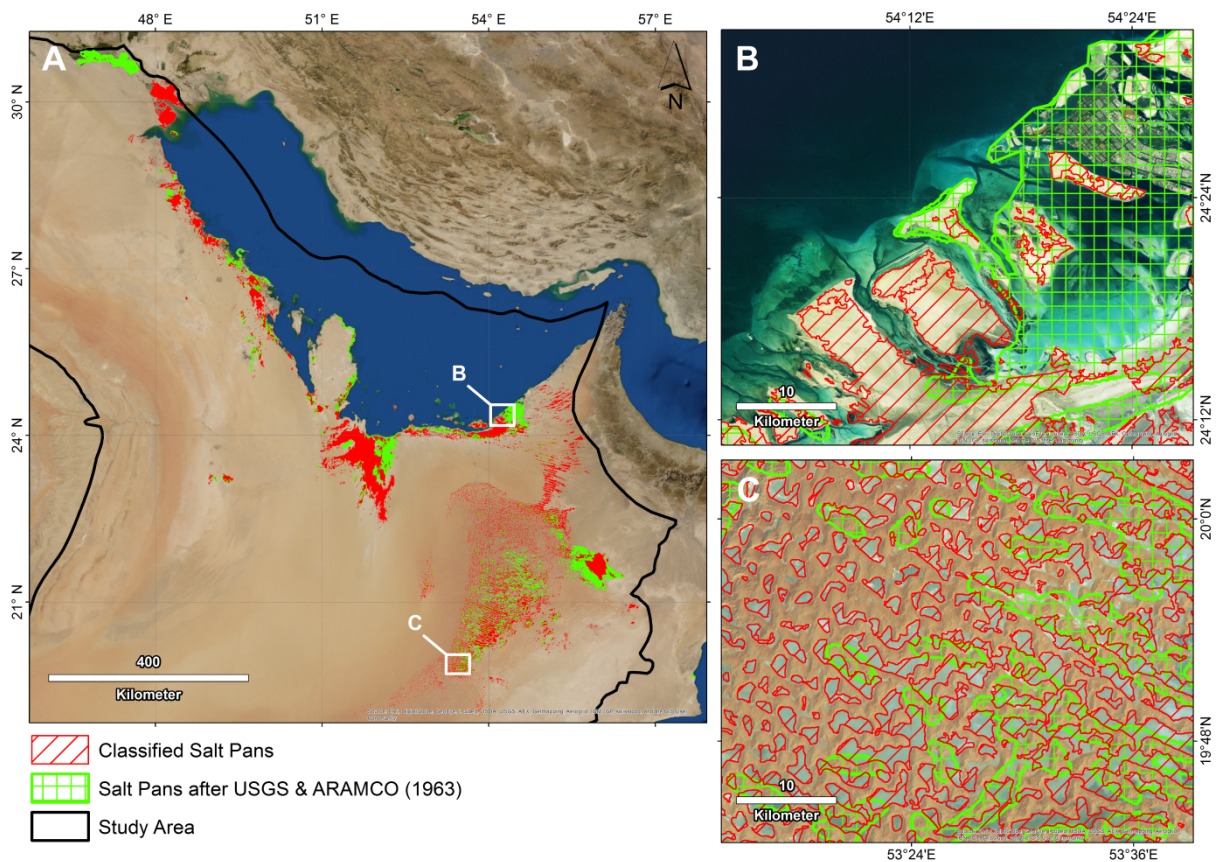 48° E
51° E
54° E
57° E
54°12'E
54°24'E
A
N
B
30° N
27° N
24° N
21° N
B
C
400
Kilometer
24°24'N
24°12'N
10
Kilometer
C
20°0'N
19°48'N
10
Kilometer
53°24'E
53°36'E
Classified Salt Pans
Salt Pans after USGS & ARAMCO (1963)
Study Area